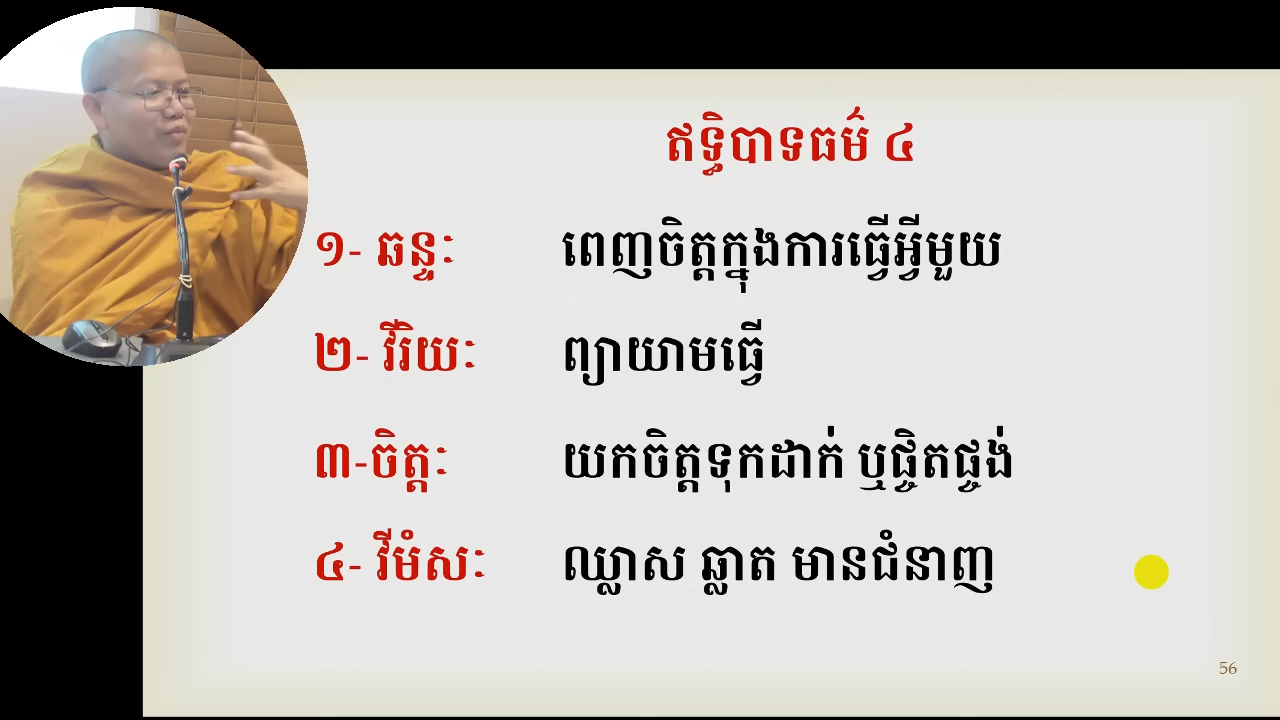 ឥទ្ធិបាទធម៌ ៤
១- ឆន្ទៈ ពេញចិត្តក្នុងការធ្វើអ្វីមួយ
២- វីរិយៈ ព្យាយាមធ្វើ
៣-ចិត្តៈ យកចិត្តទុកដាក់ ឬផ្ចិតផ្ចង់
៤- វីមំសៈ ឈ្លាស ឆ្លាត មានជំនាញ
56